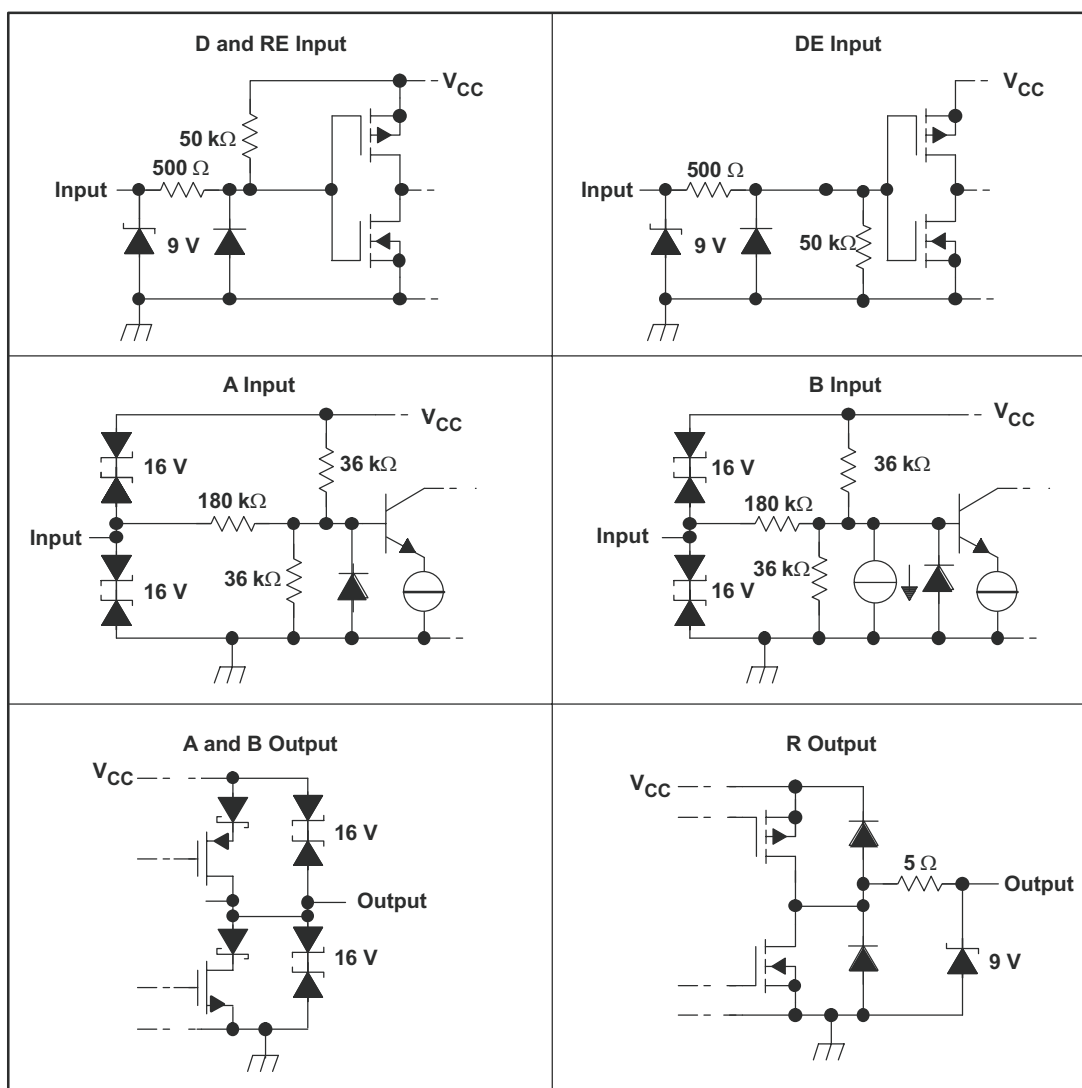 D and RE Input
V_CC
50 kΩ
500 Ω
Input
9 V
DE Input
V_CC
500 Ω
Input
9 V
50 kΩ
A Input
V_CC
16 V
36 kΩ
180 kΩ
Input
36 kΩ
16 V
B Input
V_CC
16 V
36 kΩ
180 kΩ
Input
36 kΩ
16 V
A and B Output
V_CC
16 V
Output
16 V
R Output
V_CC
5 Ω
Output
9 V